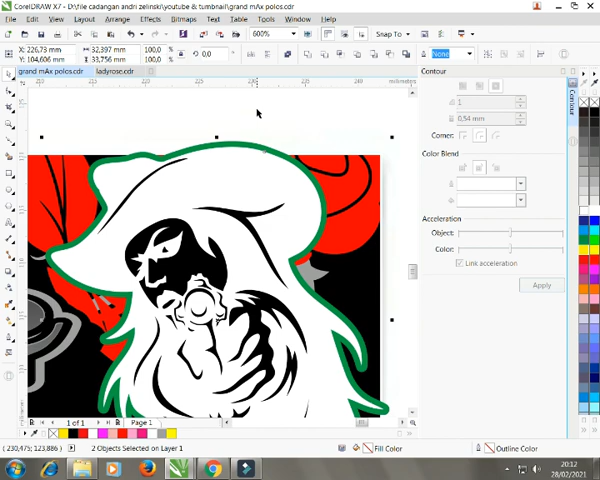 CorelDRAW X7 - D:\file cadangan andri zelinski\youtube & tumbnail\grand mAx polos.cdr
File Edit View Layout Arrange Effects Bitmaps Text Table Tools Window Help
600% Snap To
X: 226,73 mm 32,397 mm 100,0 % 0,0 None
Y: 104,606 mm 33,756 mm 100,0 %
grand mAx polos.cdr ladyrose.cdr
Contour
millimeters
1
0,54 mm
Corner:
Color Blend
Acceleration
Object:
Color:
Link acceleration
Apply
Contour
1 of 1 Page 1
( 230,475; 123,886 ) 2 Objects Selected on Layer 1 Fill Color Outline Color
20:12
28/02/2021